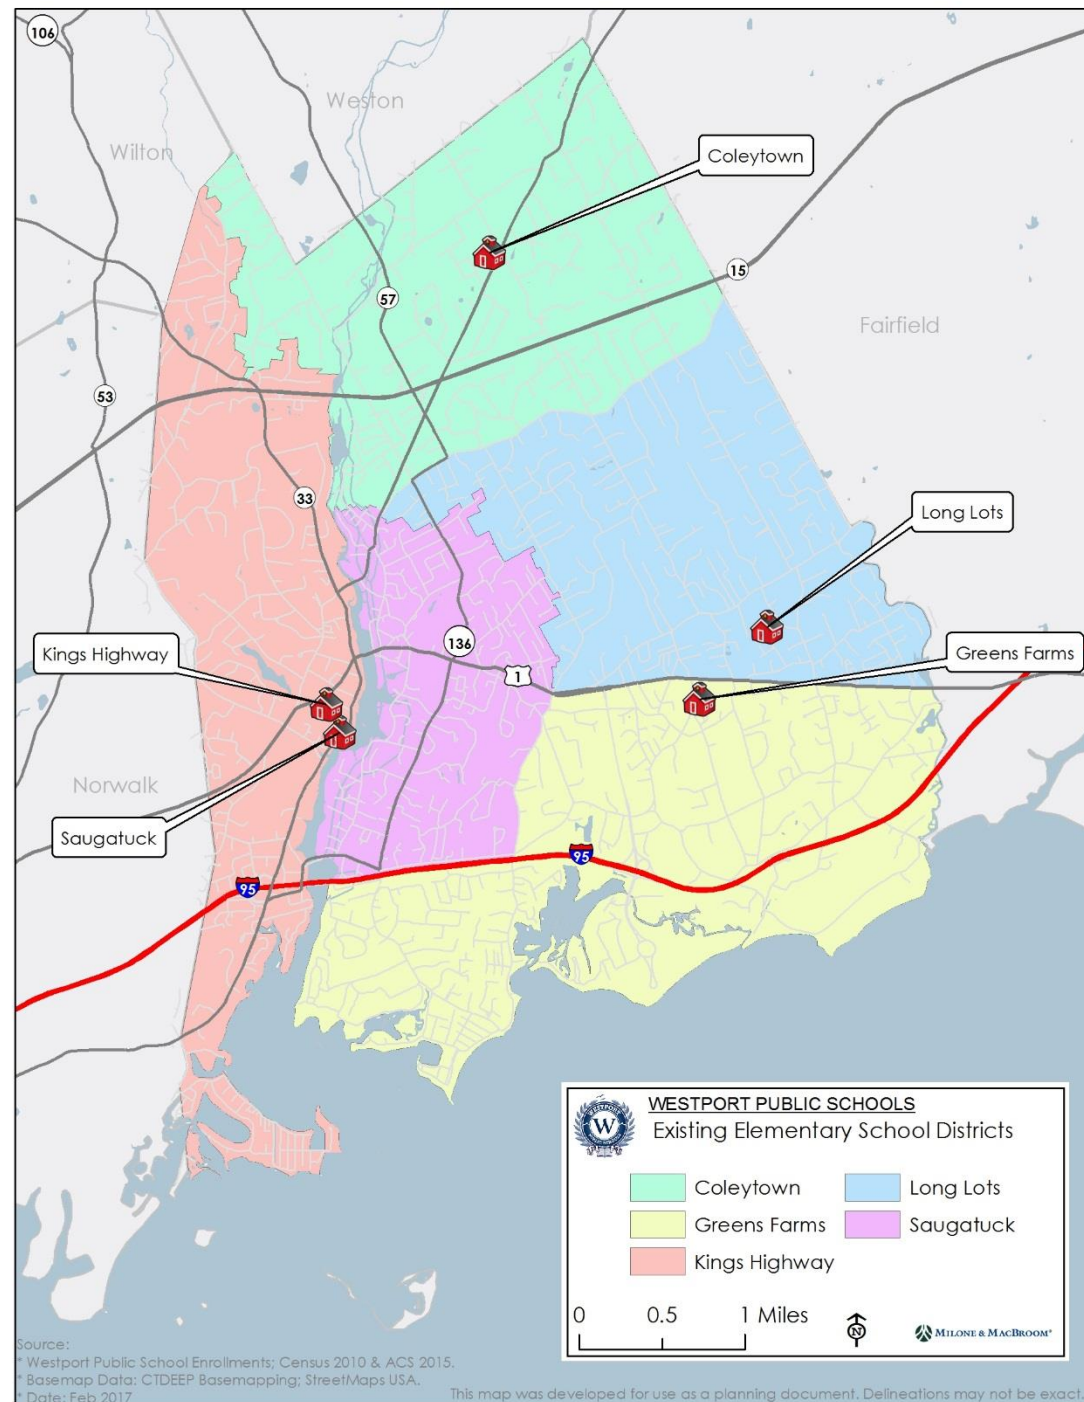 106
Weston
Wilton
Coleytown
15
57
Fairfield
53
33
Long Lots
Kings Highway
136
Greens Farms
1
Norwalk
Saugatuck
95
95
WESTPORT PUBLIC SCHOOLS
Existing Elementary School Districts
WESTPORT
W
Coleytown
Long Lots
Greens Farms
Saugatuck
Kings Highway
0 0.5 1 Miles
N
MILONE & MACBROOM®
Source:
* Westport Public School Enrollments; Census 2010 & ACS 2015.
* Basemap Data: CTDEEP Basemapping; StreetMaps USA.
* Date: Feb 2017
This map was developed for use as a planning document. Delineations may not be exact.